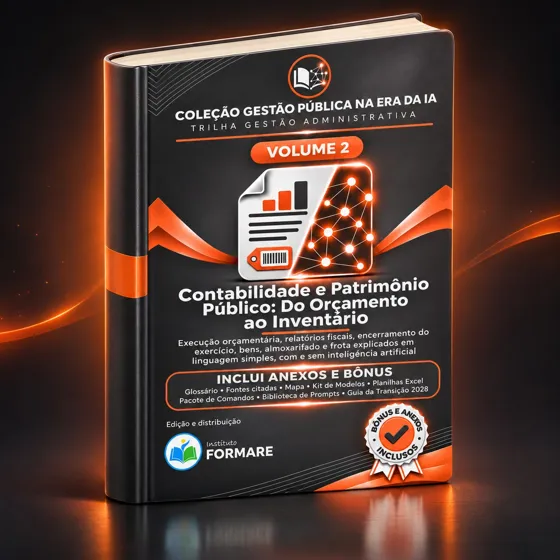 COLEÇÃO GESTÃO PÚBLICA NA ERA DA IA
TRILHA GESTÃO ADMINISTRATIVA
VOLUME 2
Contabilidade e Patrimônio
Público: Do Orçamento
ao Inventário
Execução orçamentária, relatórios fiscais, encerramento do
exercício, bens, almoxarifado e frota explicados em
linguagem simples, com e sem inteligência artificial
INCLUI ANEXOS E BÔNUS
Glossário • Fontes citadas • Mapa • Kit de Modelos • Planilhas Excel
Pacote de Comandos • Biblioteca de Prompts • Guia da Transição 2028
Edição e distribuição
Instituto
FORMARE
BÔNUS E ANEXOS
INCLUSOS